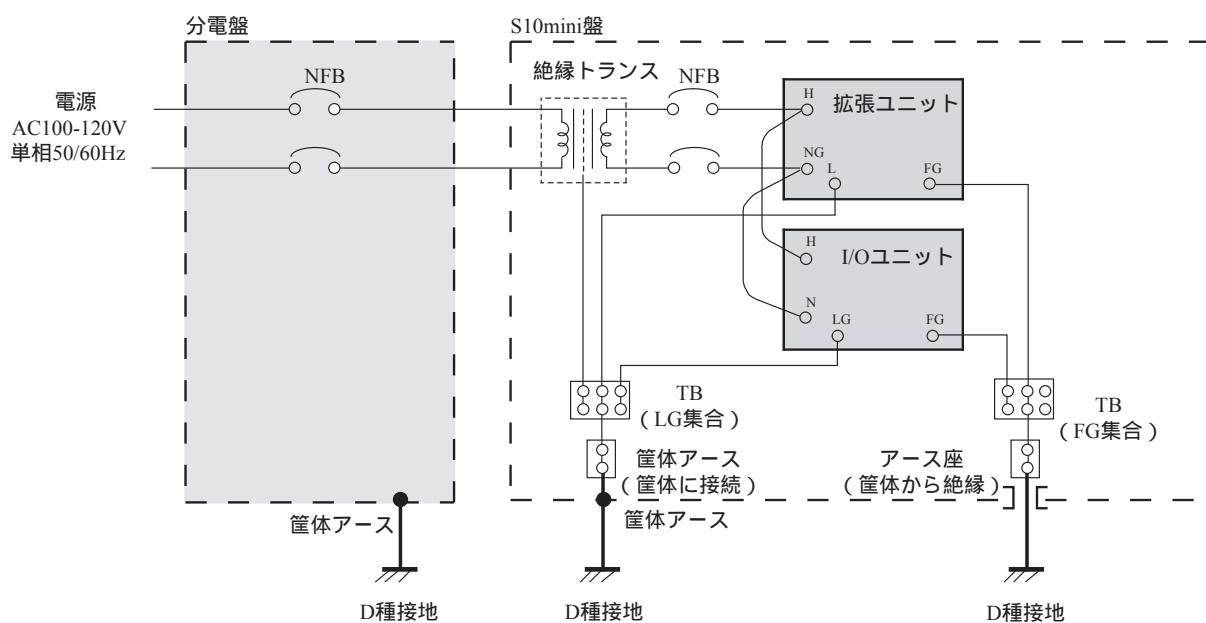 分電盤
S10mini盤
NFB
絶縁トランス
NFB
電源
AC100-120V
単相50/60Hz
H
拡張ユニット
NG
L
FG
H
I/Oユニット
N
LG
FG
TB
(LG集合)
TB
(FG集合)
筐体アース
(筐体に接続)
アース座
(筐体から絶縁)
筐体アース
筐体アース
D種接地
D種接地
D種接地